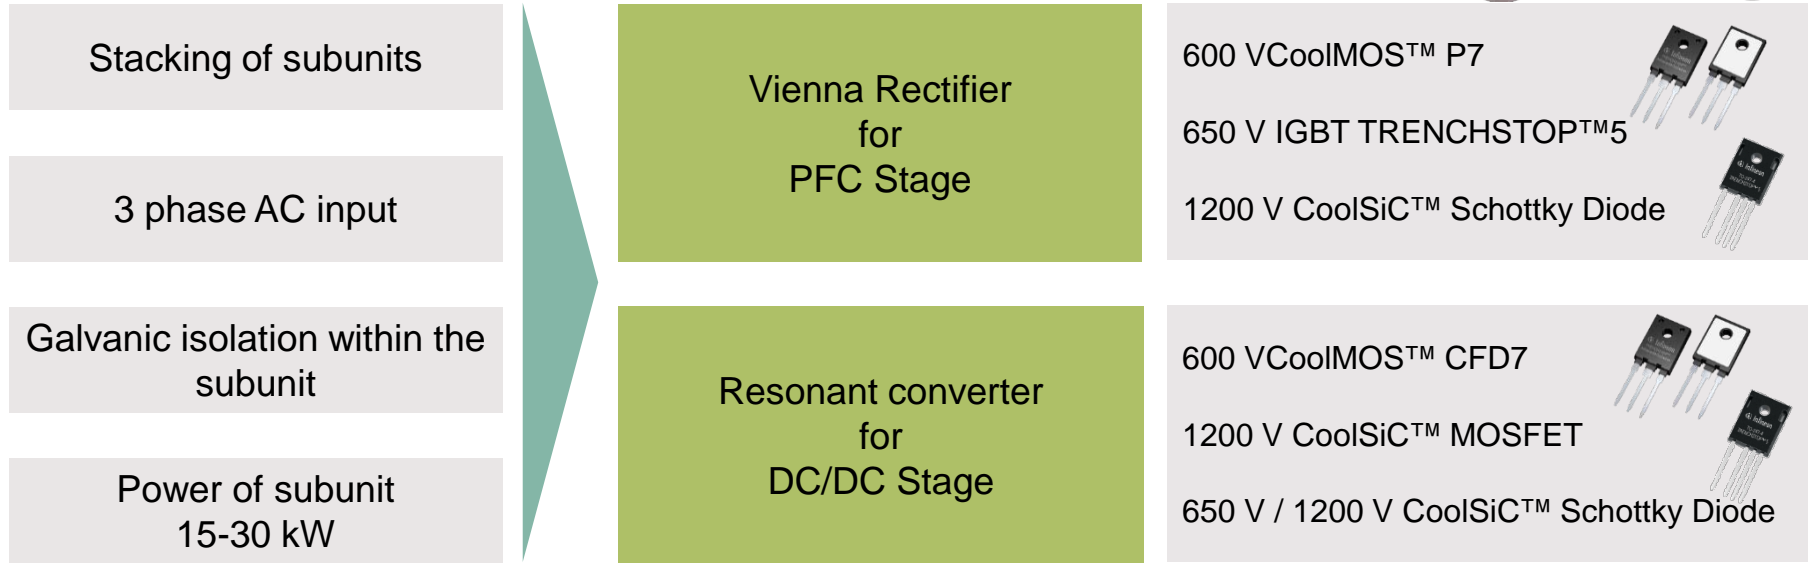 Stacking of subunits
3 phase AC input
Galvanic isolation within the
subunit
Power of subunit
15-30 kW
Vienna Rectifier
for
PFC Stage
Resonant converter
for
DC/DC Stage
600 VCoolMOS™ P7
650 V IGBT TRENCHSTOP™5
1200 V CoolSiC™ Schottky Diode
600 VCoolMOS™ CFD7
1200 V CoolSiC™ MOSFET
650 V / 1200 V CoolSiC™ Schottky Diode
Infineon
Infineon